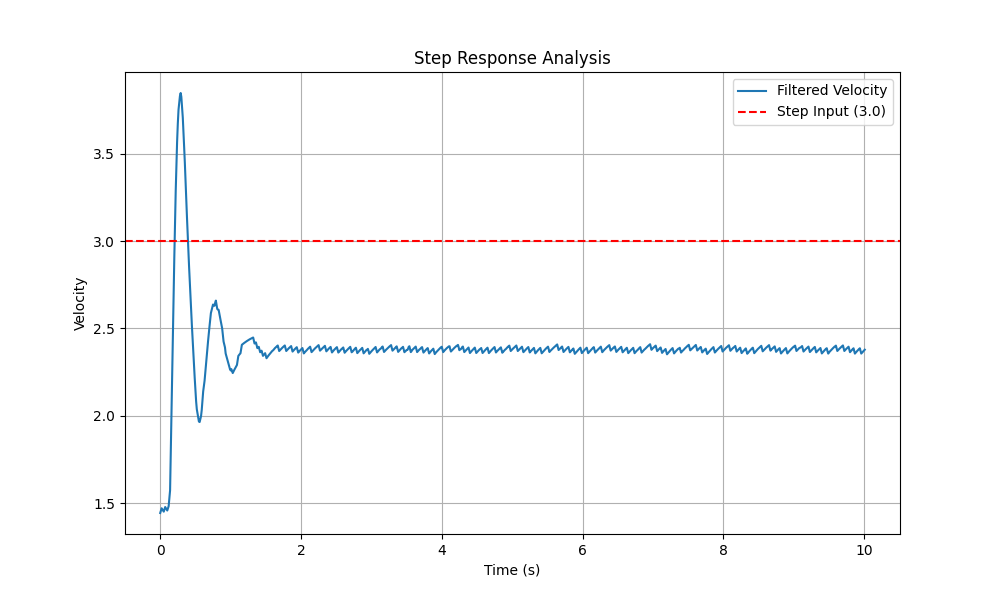 Step Response Analysis
Filtered Velocity
Step Input (3.0)
Velocity
3.5
3.0
2.5
2.0
1.5
0 2 4 6 8 10
Time (s)